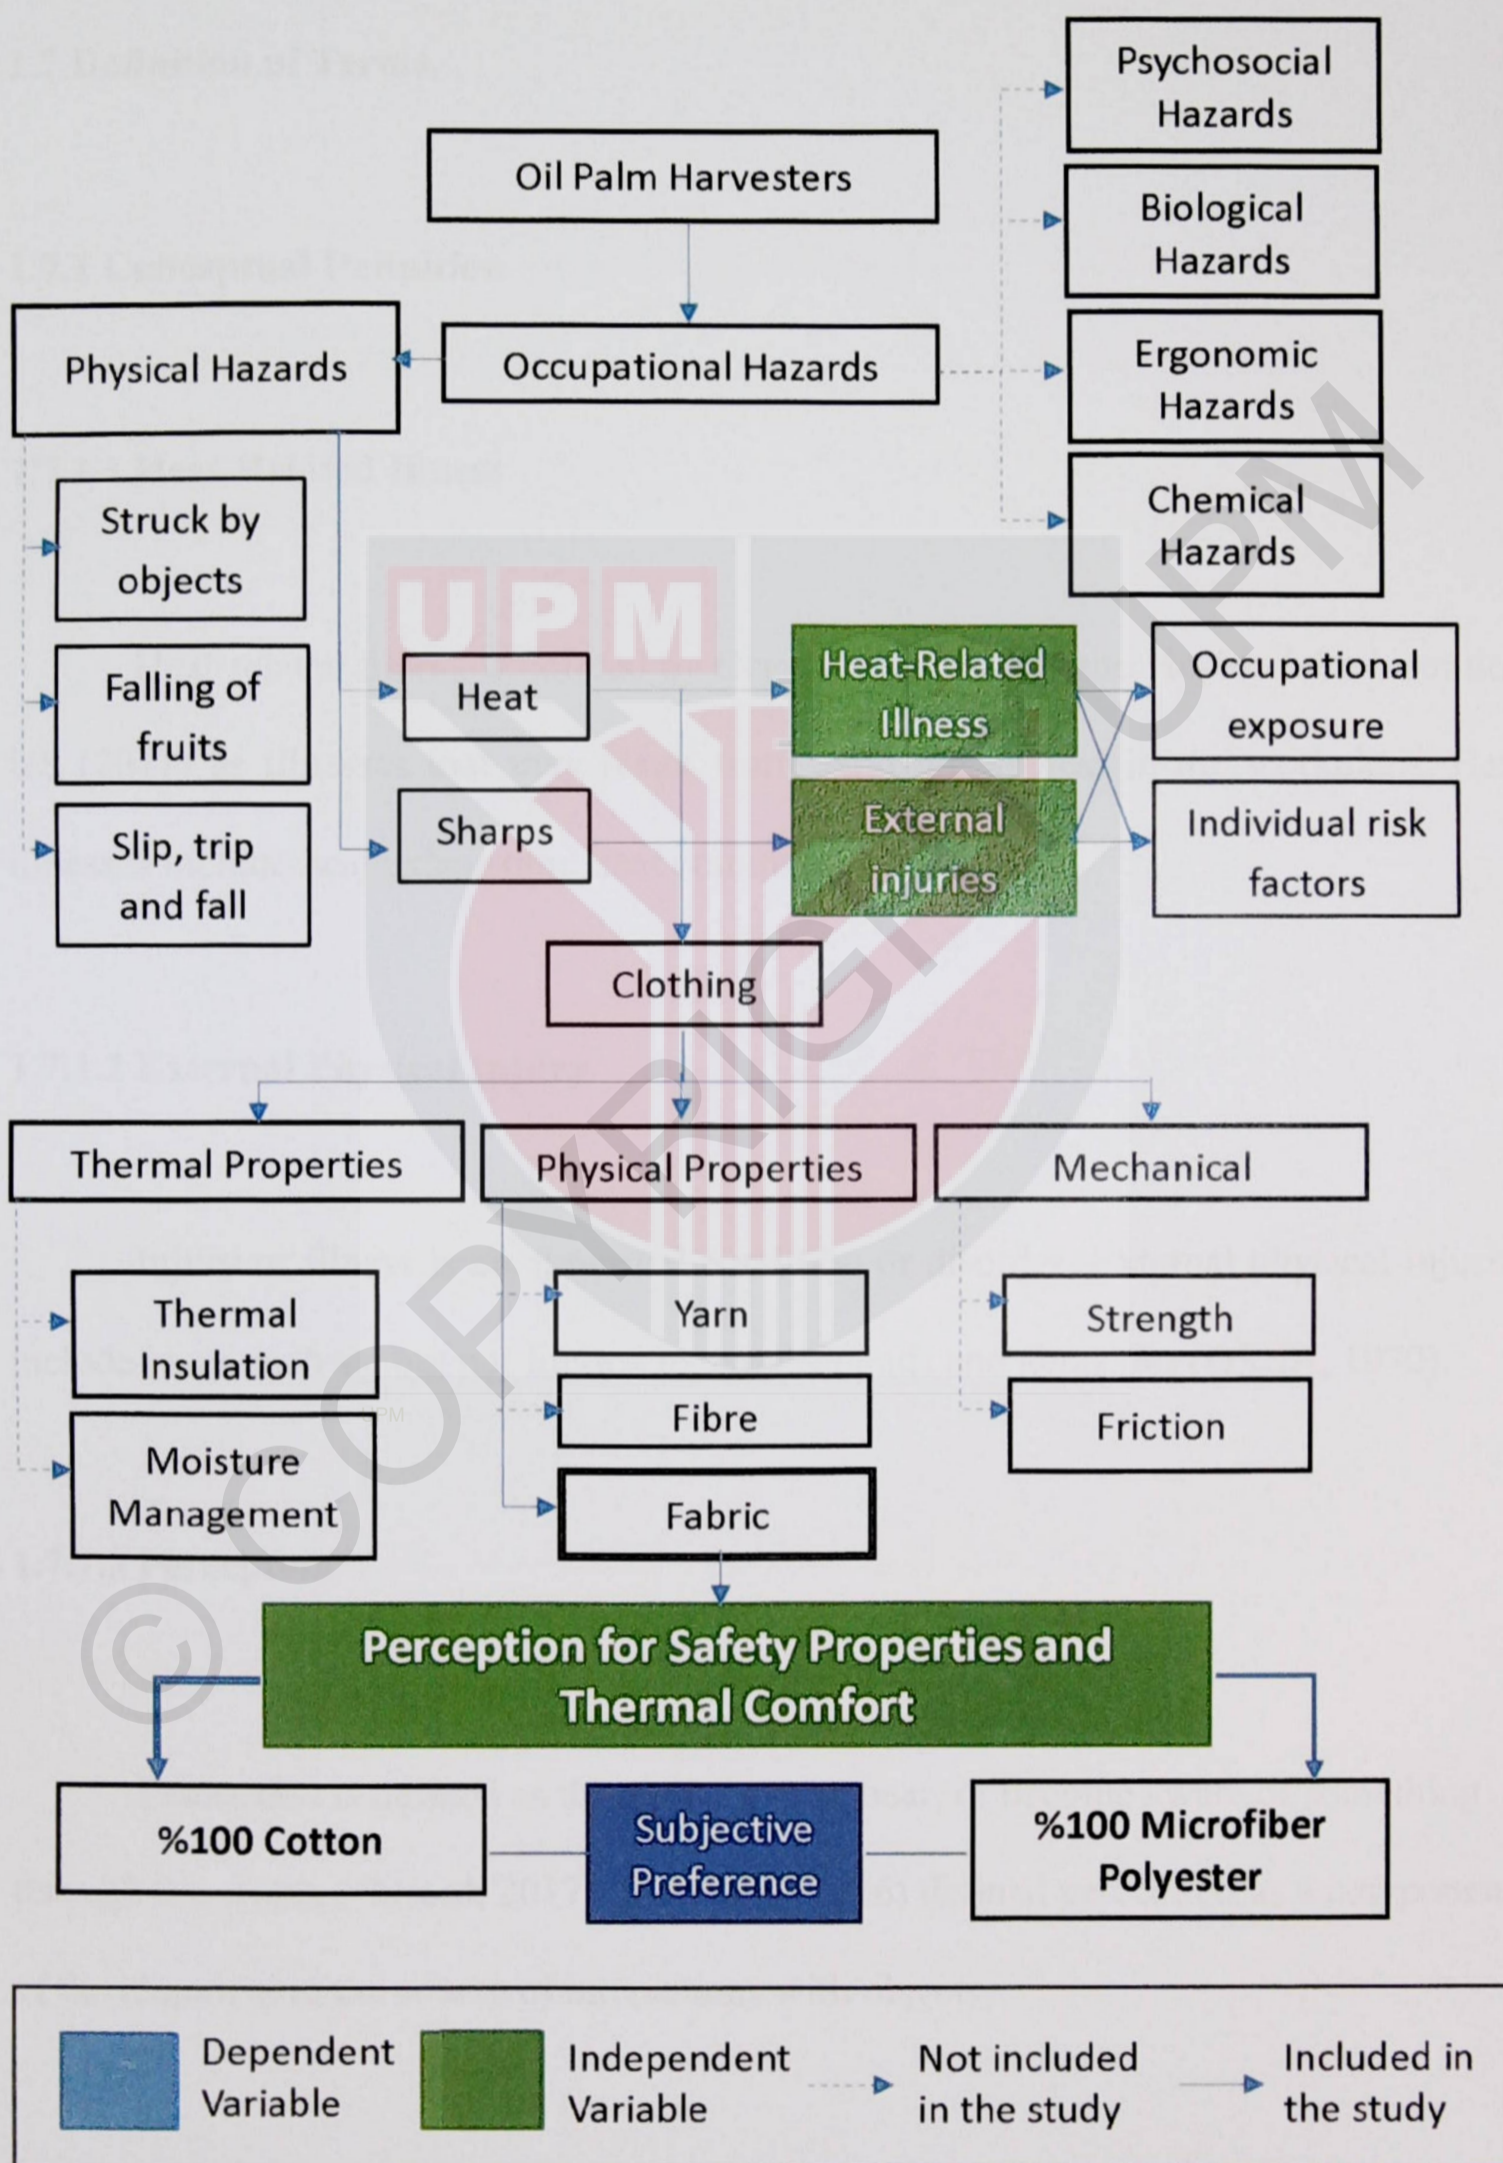 Psychosocial
Hazards
Oil Palm Harvesters
Biological
Hazards
Physical Hazards
Occupational Hazards
Ergonomic
Hazards
Chemical
Hazards
Struck by
objects
Falling of
fruits
Slip, trip
and fall
UPM
Heat
Sharps
Heat-Related
Illness
External
injuries
Occupational
exposure
Individual risk
factors
Clothing
Thermal Properties
Physical Properties
Mechanical
Thermal
Insulation
Moisture
Management
Yarn
Fibre
Fabric
Strength
Friction
UPM
© COPYRIGHT UPM
Perception for Safety Properties and
Thermal Comfort
%100 Cotton
Subjective
Preference
%100 Microfiber
Polyester
Dependent
Variable
Independent
Variable
Not included
in the study
Included in
the study